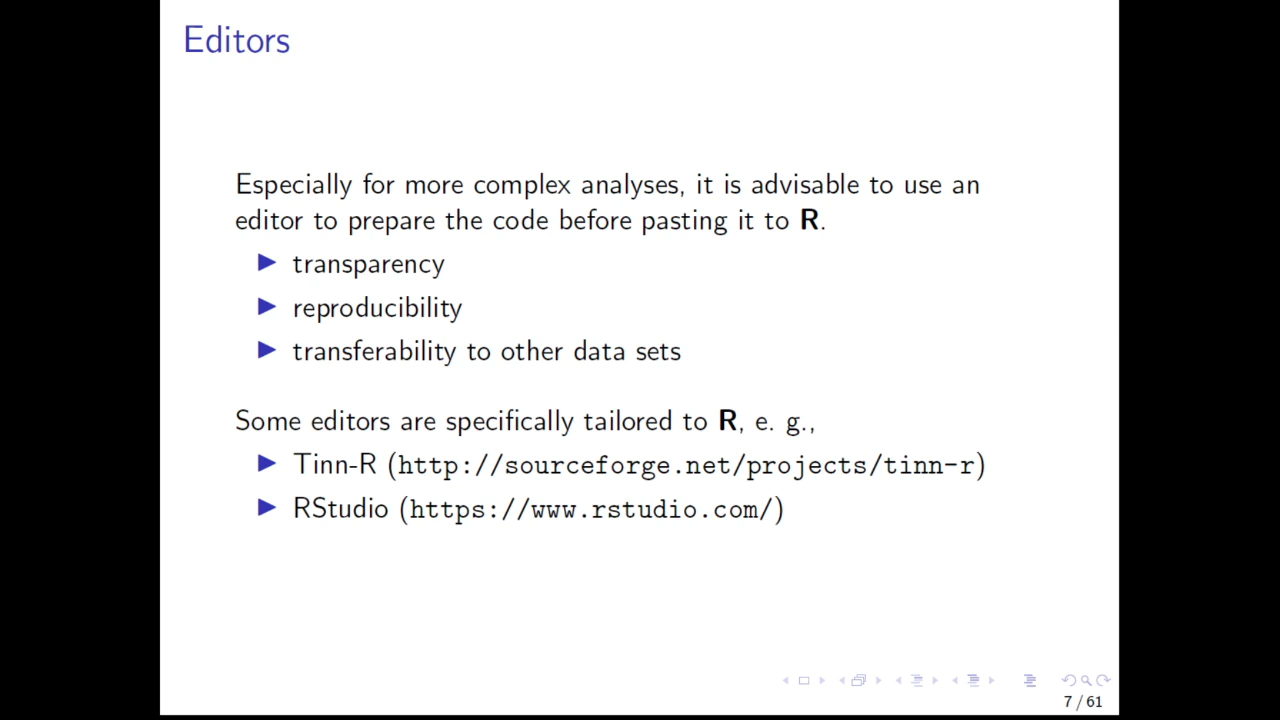 Editors
Especially for more complex analyses, it is advisable to use an
editor to prepare the code before pasting it to R.
transparency
reproducibility
transferability to other data sets
Some editors are specifically tailored to R, e. g.,
Tinn-R (http://sourceforge.net/projects/tinn-r)
RStudio (https://www.rstudio.com/)
7 / 61